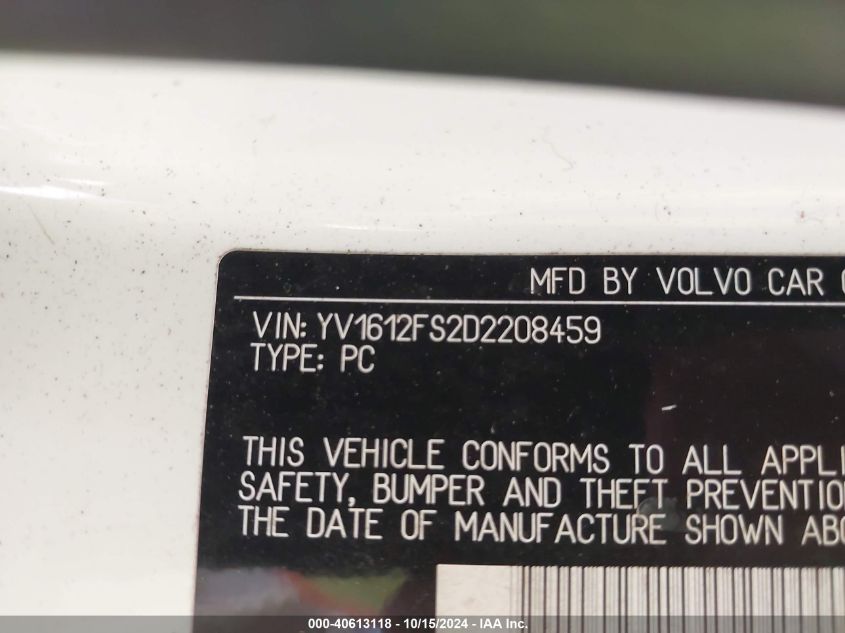 MFD BY VOLVO CAR
VIN: YV1612FS2D2208459
TYPE: PC
THIS VEHICLE CONFORMS TO ALL APPLI
SAFETY, BUMPER AND THEFT PREVENTIO
THE DATE OF MANUFACTURE SHOWN ABO
000-40613118 - 10/15/2024 - IAA Inc.